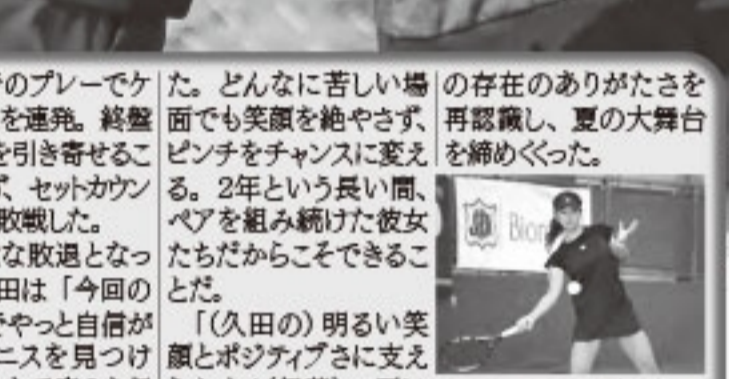 のプレーでケ
を連発。終盤
を引き寄せるこ
、セットカウン
敗戦した。
な敗退となっ
田は「今回の
でやっと自信が
ニスを見つけ
た。どんなに苦しい場
面でも笑顔を絶やさず、
ピンチをチャンスに変え
る。2年という長い間、
ペアを組み続けた彼女
たちだからこそできるこ
とだ。
「(久田の)明るい笑
顔とポジティブさに支え
の存在のありがたさを
再認識し、夏の大舞台
を締めくくった。
Bion